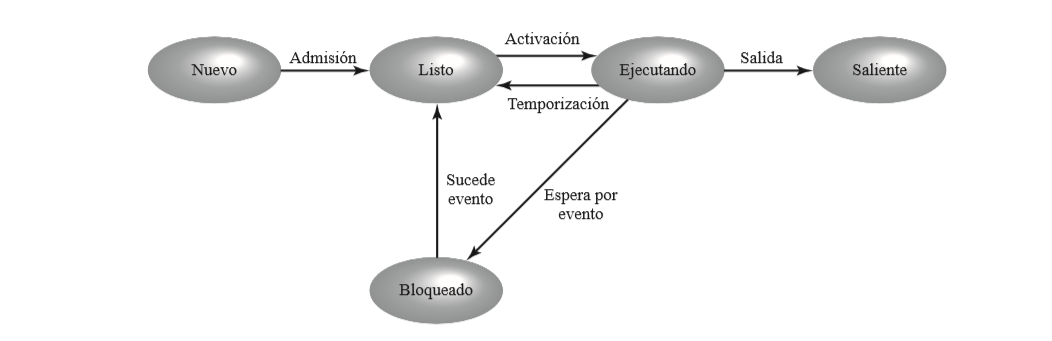 Activación
Nuevo
Admisión
Listo
Ejecutando
Salida
Saliente
Temporización
Sucede
evento
Espera por
evento
Bloqueado